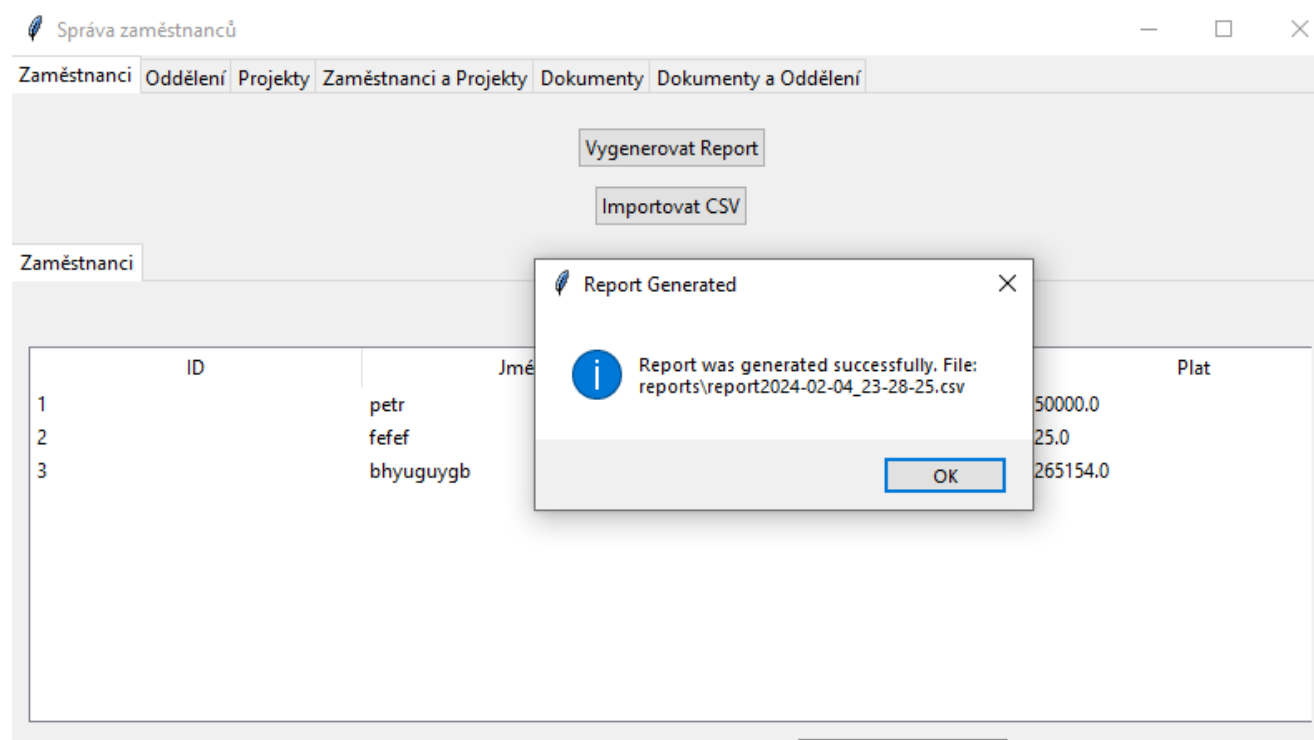 Správa zaměstnanců
Zaměstnanci Oddělení Projekty Zaměstnanci a Projekty Dokumenty Dokumenty a Oddělení
Vygenerovat Report
Importovat CSV
Zaměstnanci
Report Generated
Report was generated successfully. File:
reports\report2024-02-04_23-28-25.csv
OK
ID Plat
1 petr 50000.0
2 fefef 25.0
3 bhyuguygb 265154.0